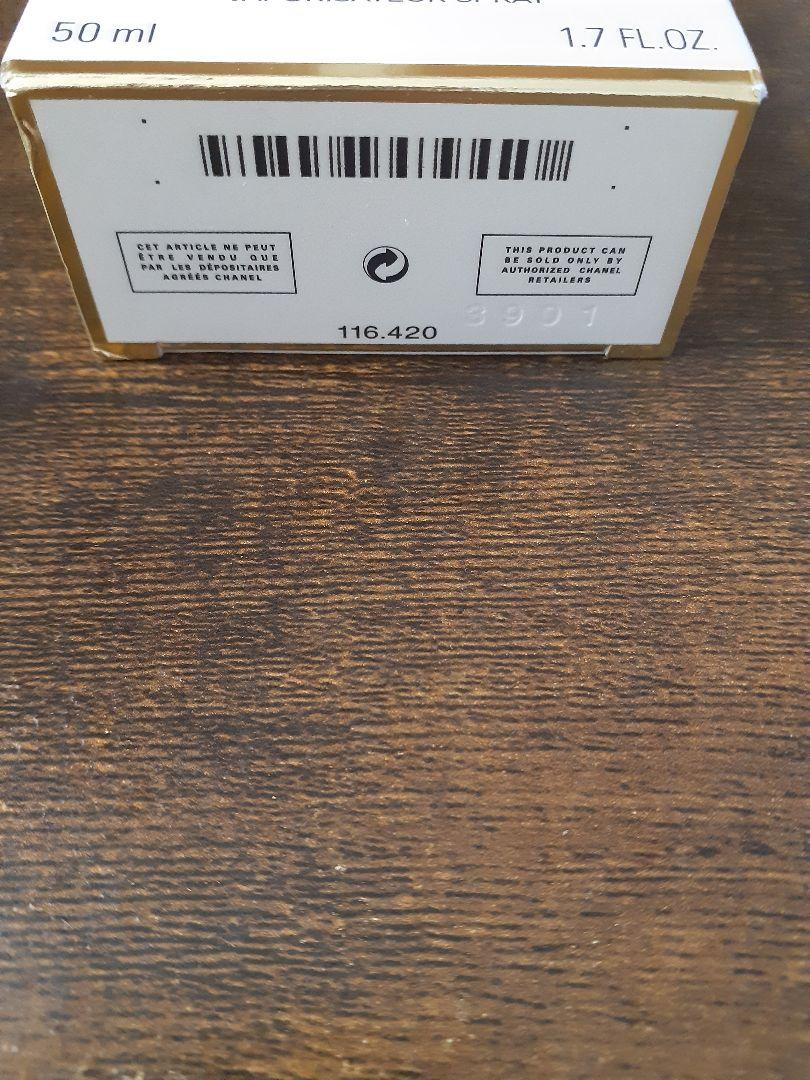 SPRAY
50 ml
1.7 FL.OZ.
CET ARTICLE NE PEUT
ÊTRE VENDU QUE
PAR LES DÉPOSITAIRES
AGRÉÉS CHANEL
THIS PRODUCT CAN
BE SOLD ONLY BY
AUTHORIZED CHANEL
RETAILERS
3901
116.420